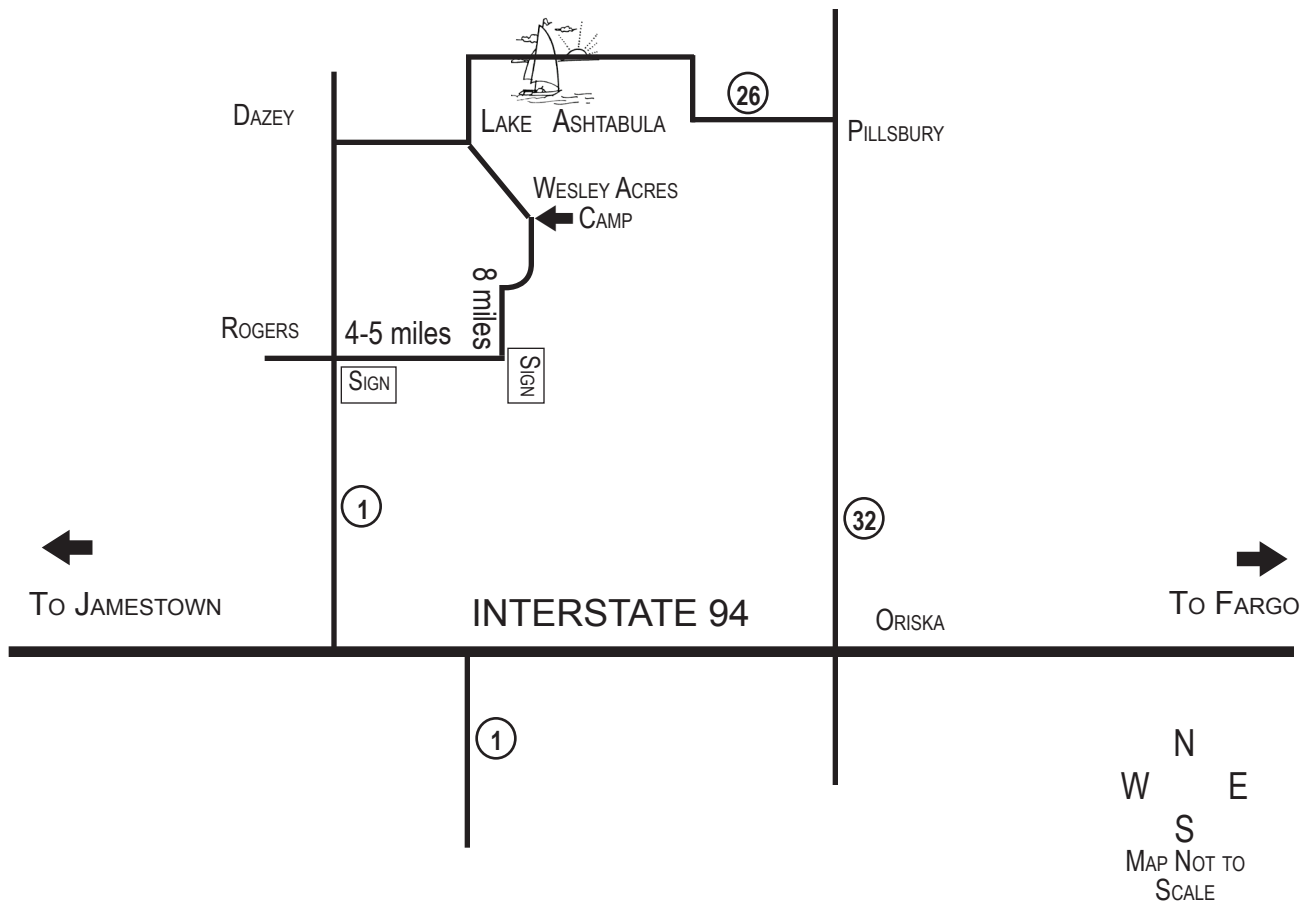 26
DAZEY
LAKE ASHTABULA
PILLSBURY
WESLEY ACRES
CAMP
8 miles
ROGERS
4-5 miles
SIGN
SIGN
1
32
TO JAMESTOWN
INTERSTATE 94
ORISKA
TO FARGO
1
N
W E
S
MAP NOT TO
SCALE